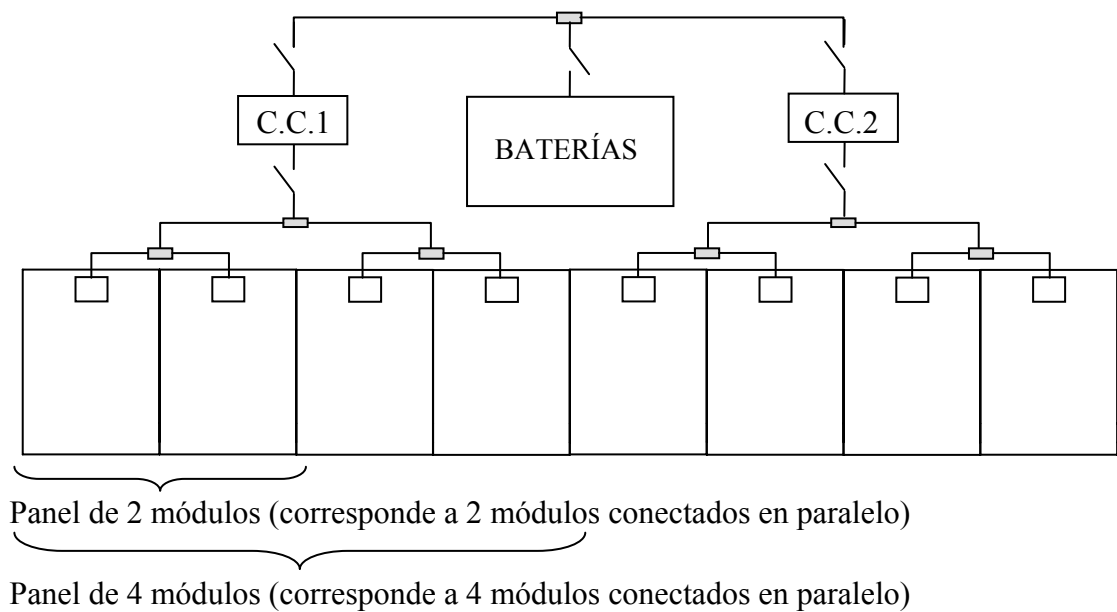 C.C.1
BATERÍAS
C.C.2
Panel de 2 módulos (corresponde a 2 módulos conectados en paralelo)
Panel de 4 módulos (corresponde a 4 módulos conectados en paralelo)